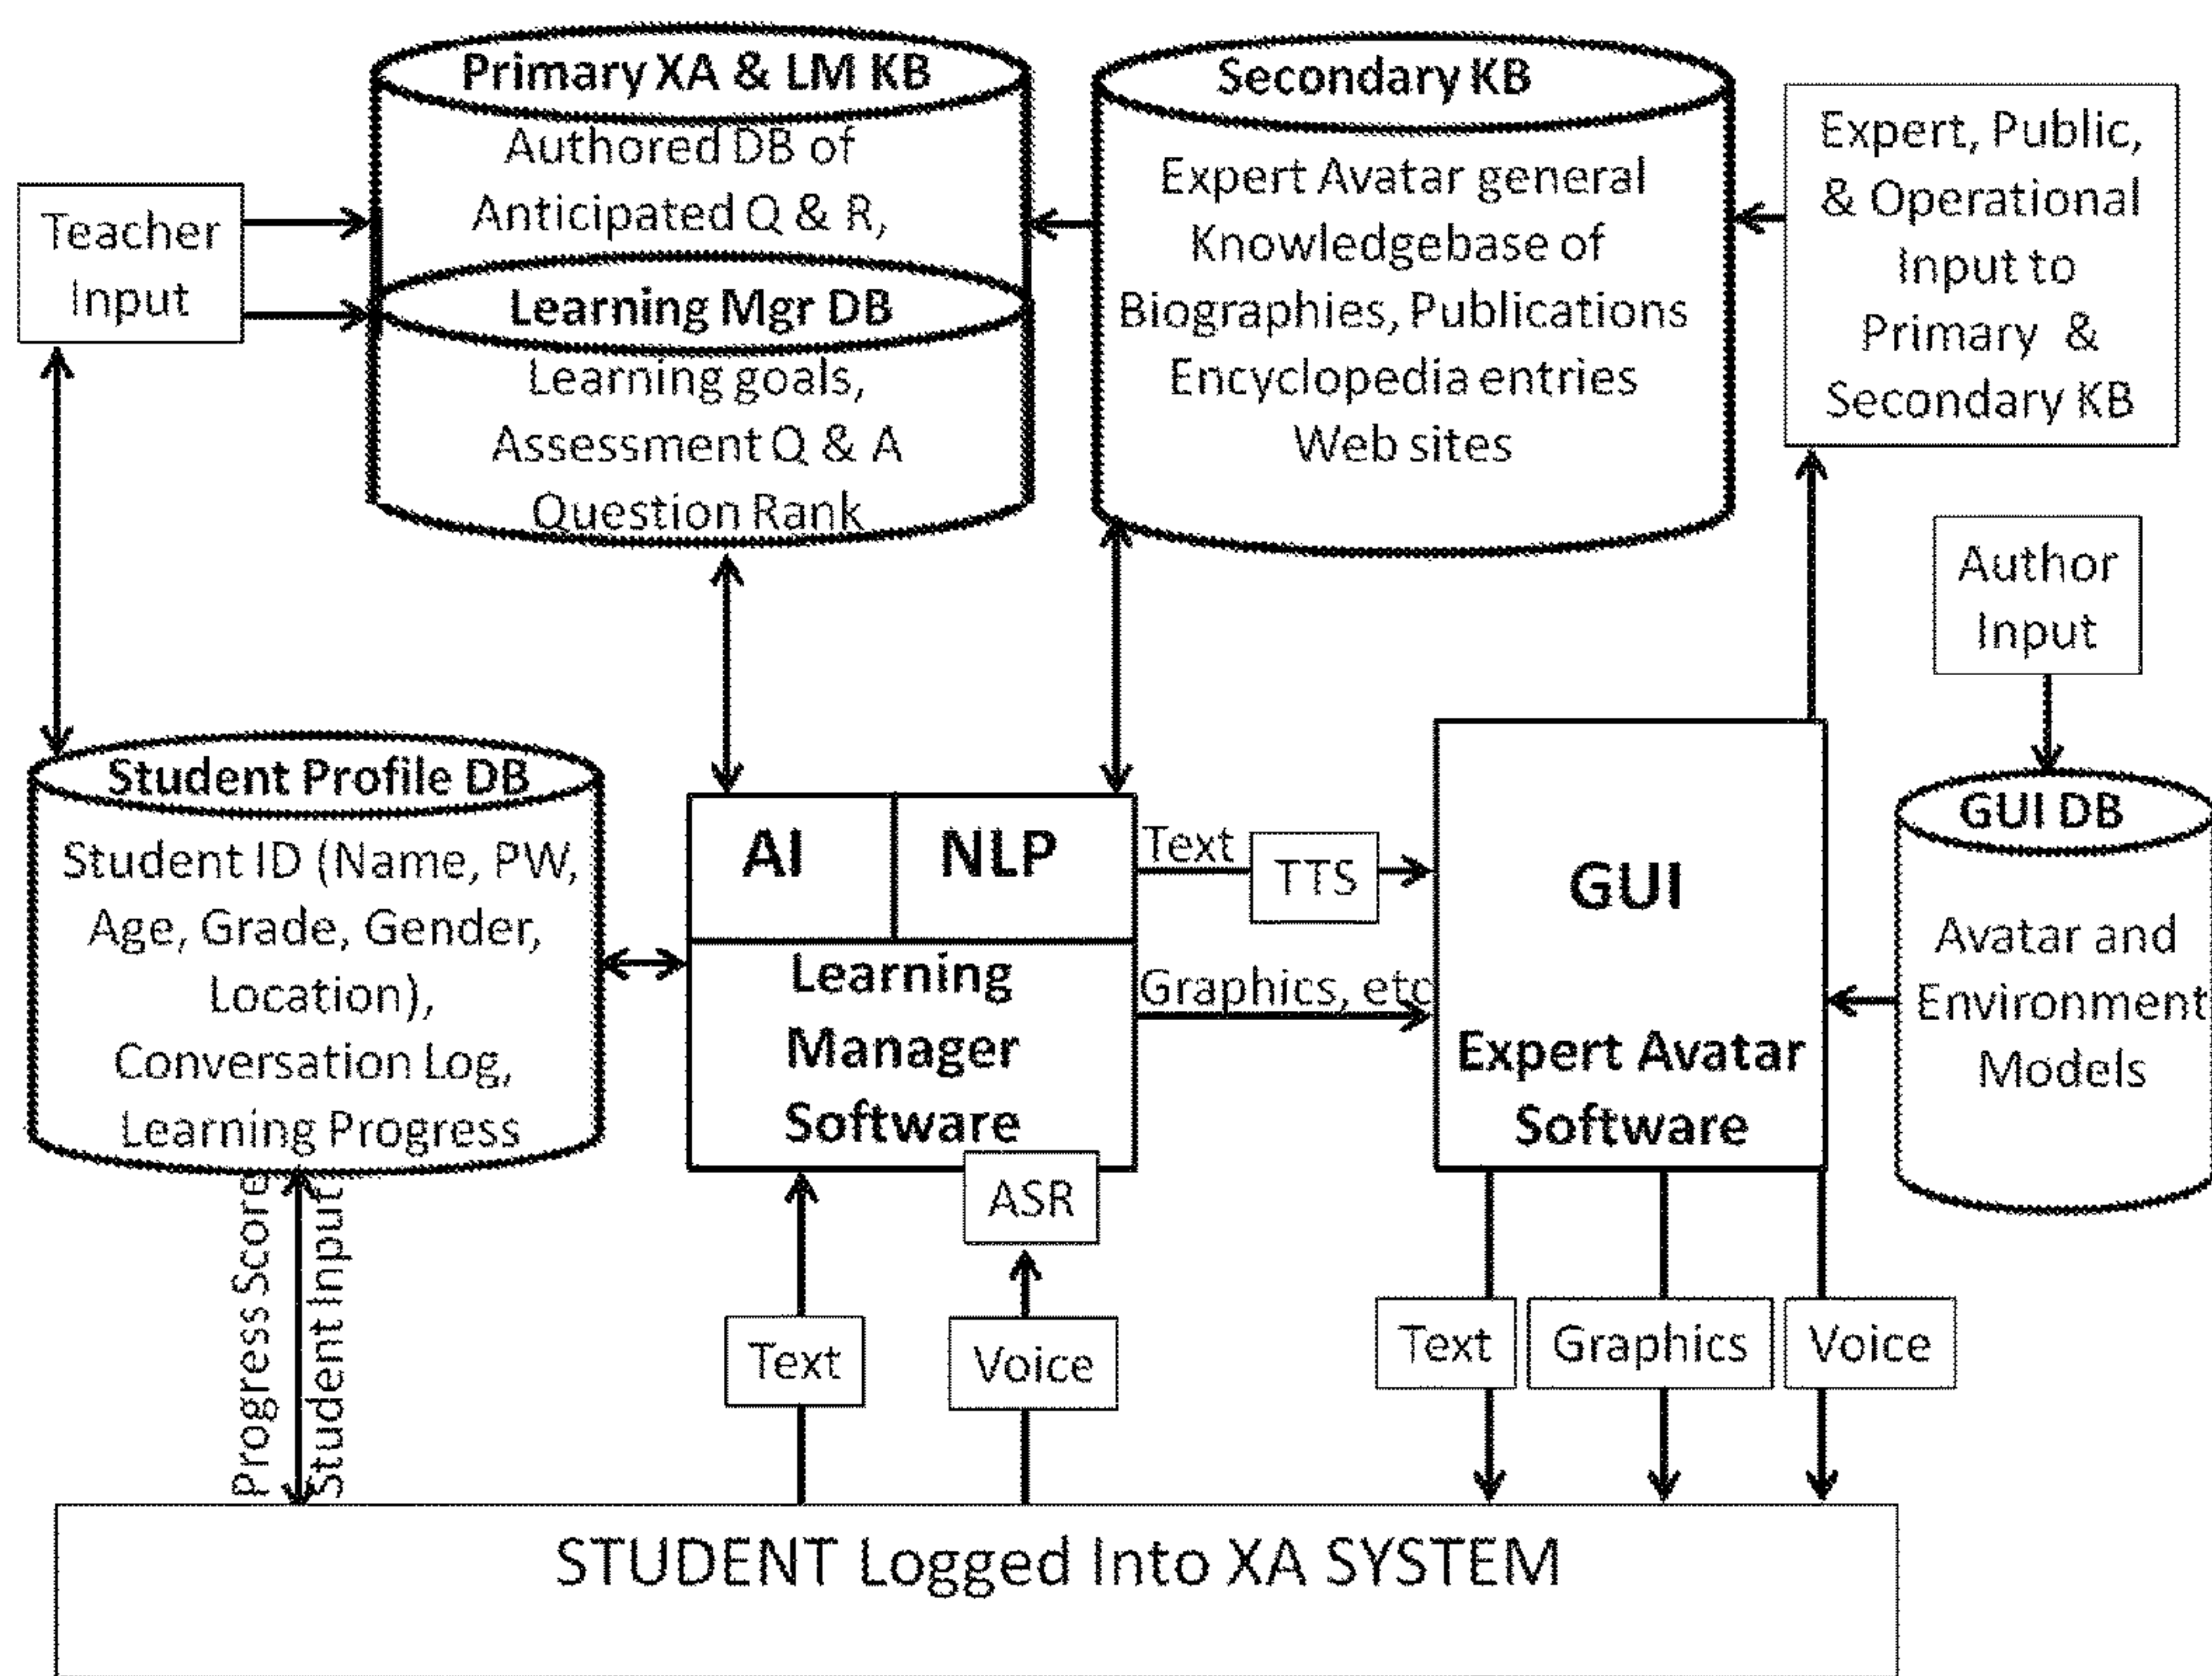 Primary XA & LM KB
Authored DB of
Anticipated Q & R,
Learning Mgr DB
Learning goals,
Assessment Q & A
Question Rank
Secondary KB
Expert Avatar general
Knowledgebase of
Biographies, Publications
Encyclopedia entries
Web sites
Expert, Public,
& Operational
Input to
Primary &
Secondary KB
Teacher
Input
Author
Input
Student Profile DB
Student ID (Name, PW,
Age, Grade, Gender,
Location),
Conversation Log,
Learning Progress
AI
NLP
Learning
Manager
Software
Text
TTS
Graphics, etc
GUI
Expert Avatar
Software
GUI DB
Avatar and
Environment
Models
ASR
Progress Score
Student Input
Text
Voice
Text
Graphics
Voice
STUDENT Logged Into XA SYSTEM